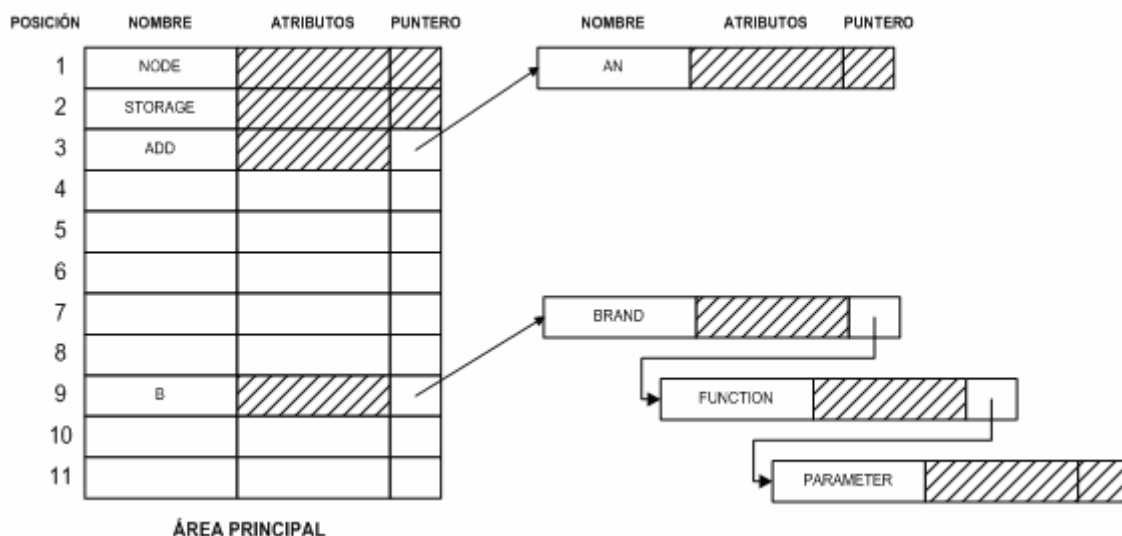 POSICIÓN NOMBRE ATRIBUTOS PUNTERO NOMBRE ATRIBUTOS PUNTERO
1 NODE AN
2 STORAGE
3 ADD
4
5
6
7 BRAND
8
9 B FUNCTION
10
11 PARAMETER
ÁREA PRINCIPAL